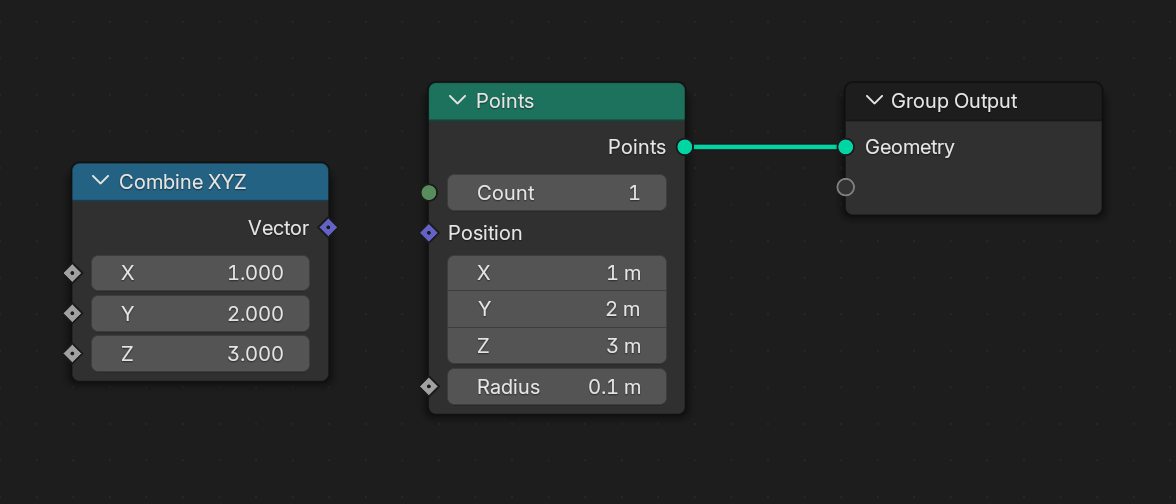 Combine XYZ
Vector
X 1.000
Y 2.000
Z 3.000
Points
Points
Count 1
Position
X 1 m
Y 2 m
Z 3 m
Radius 0.1 m
Group Output
Geometry